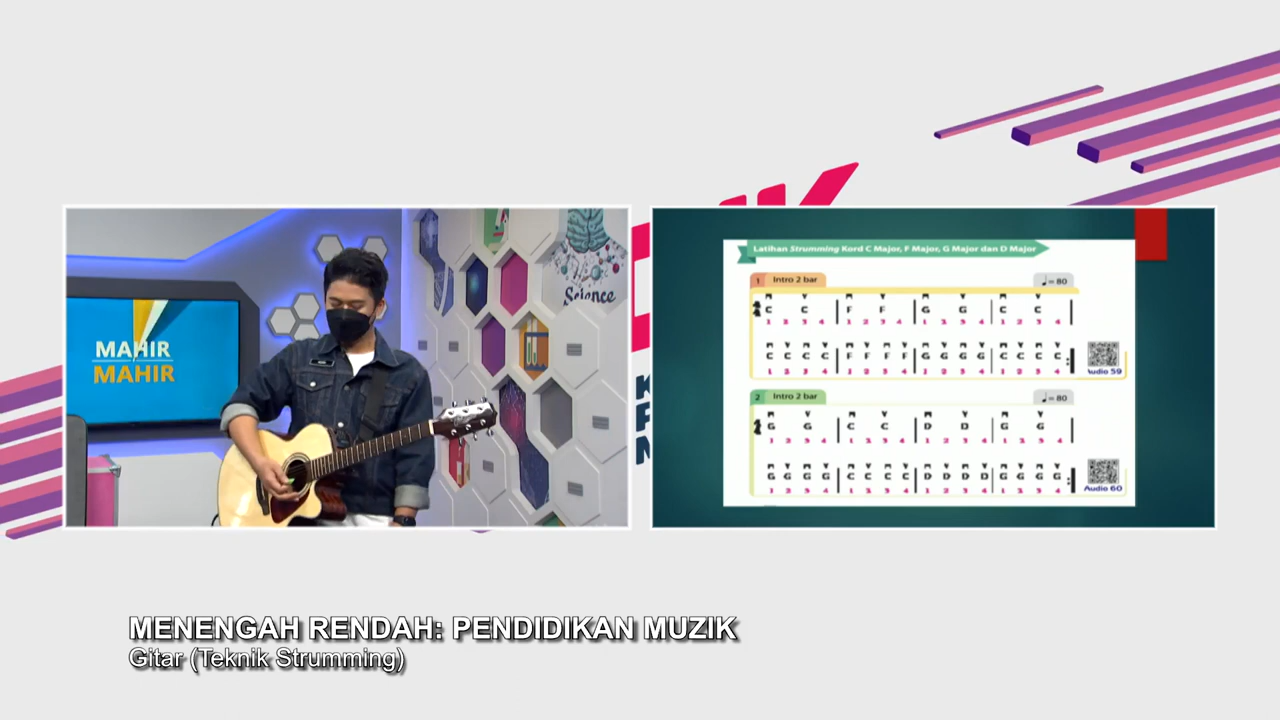 MAHIR
MAHIR
Science
Latihan Strumming Kord C Major, F Major, G Major dan D Major
1 Intro 2 bar
♩= 80
C C F F G G C C
1 2 3 4 1 2 3 4 1 2 3 4 1 2 3 4
C C C C F F F F G G G G C C C C
1 2 3 4 1 2 3 4 1 2 3 4 1 2 3 4
udio 59
2 Intro 2 bar
♩= 80
G G C C D D G G
1 2 3 4 1 2 3 4 1 2 3 4 1 2 3 4
G G G G C C C C D D D D G G G G
1 2 3 4 1 2 3 4 1 2 3 4 1 2 3 4
Audio 60
MENENGAH RENDAH: PENDIDIKAN MUZIK
Gitar (Teknik Strumming)